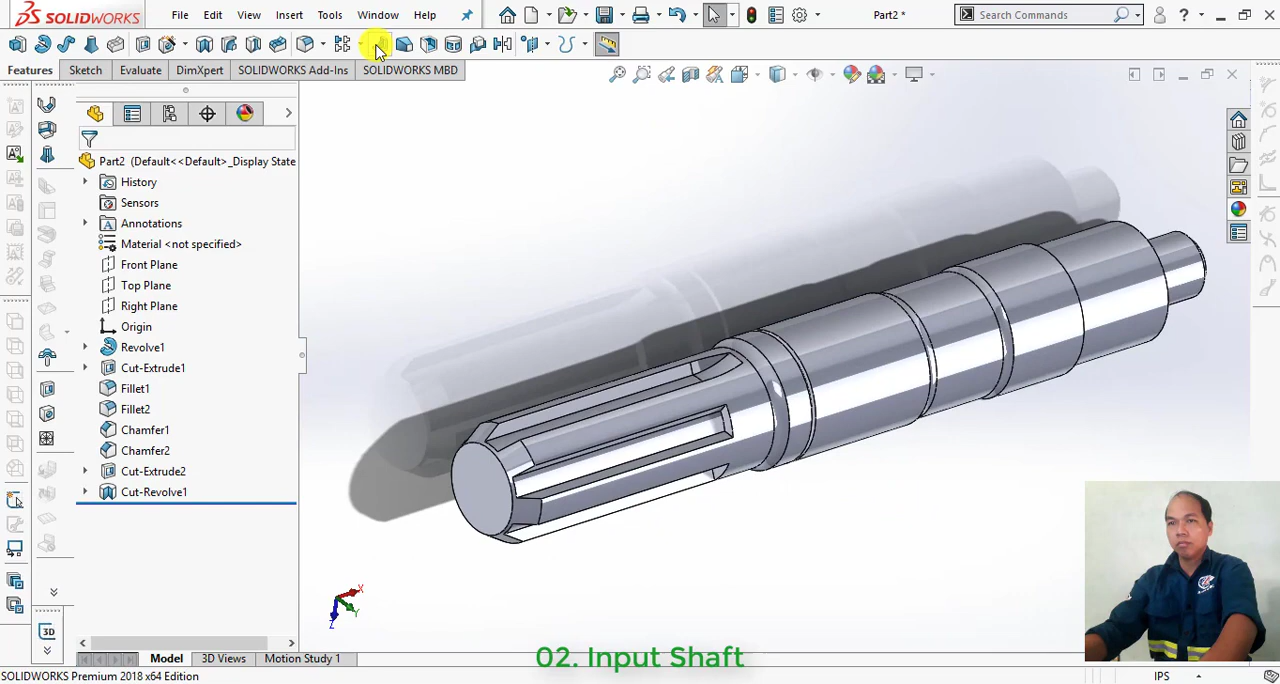 SOLIDWORKS File Edit View Insert Tools Window Help Part2 * Search Commands ?
Features Sketch Evaluate DimXpert SOLIDWORKS Add-Ins SOLIDWORKS MBD
Part2 (Default<<Default>_Display State
History
Sensors
Annotations
Material <not specified>
Front Plane
Top Plane
Right Plane
Origin
Revolve1
Cut-Extrude1
Fillet1
Fillet2
Chamfer1
Chamfer2
Cut-Extrude2
Cut-Revolve1
X
Y
Z
3D
Model 3D Views Motion Study 1
02. Input Shaft
SOLIDWORKS Premium 2018 x64 Edition IPS